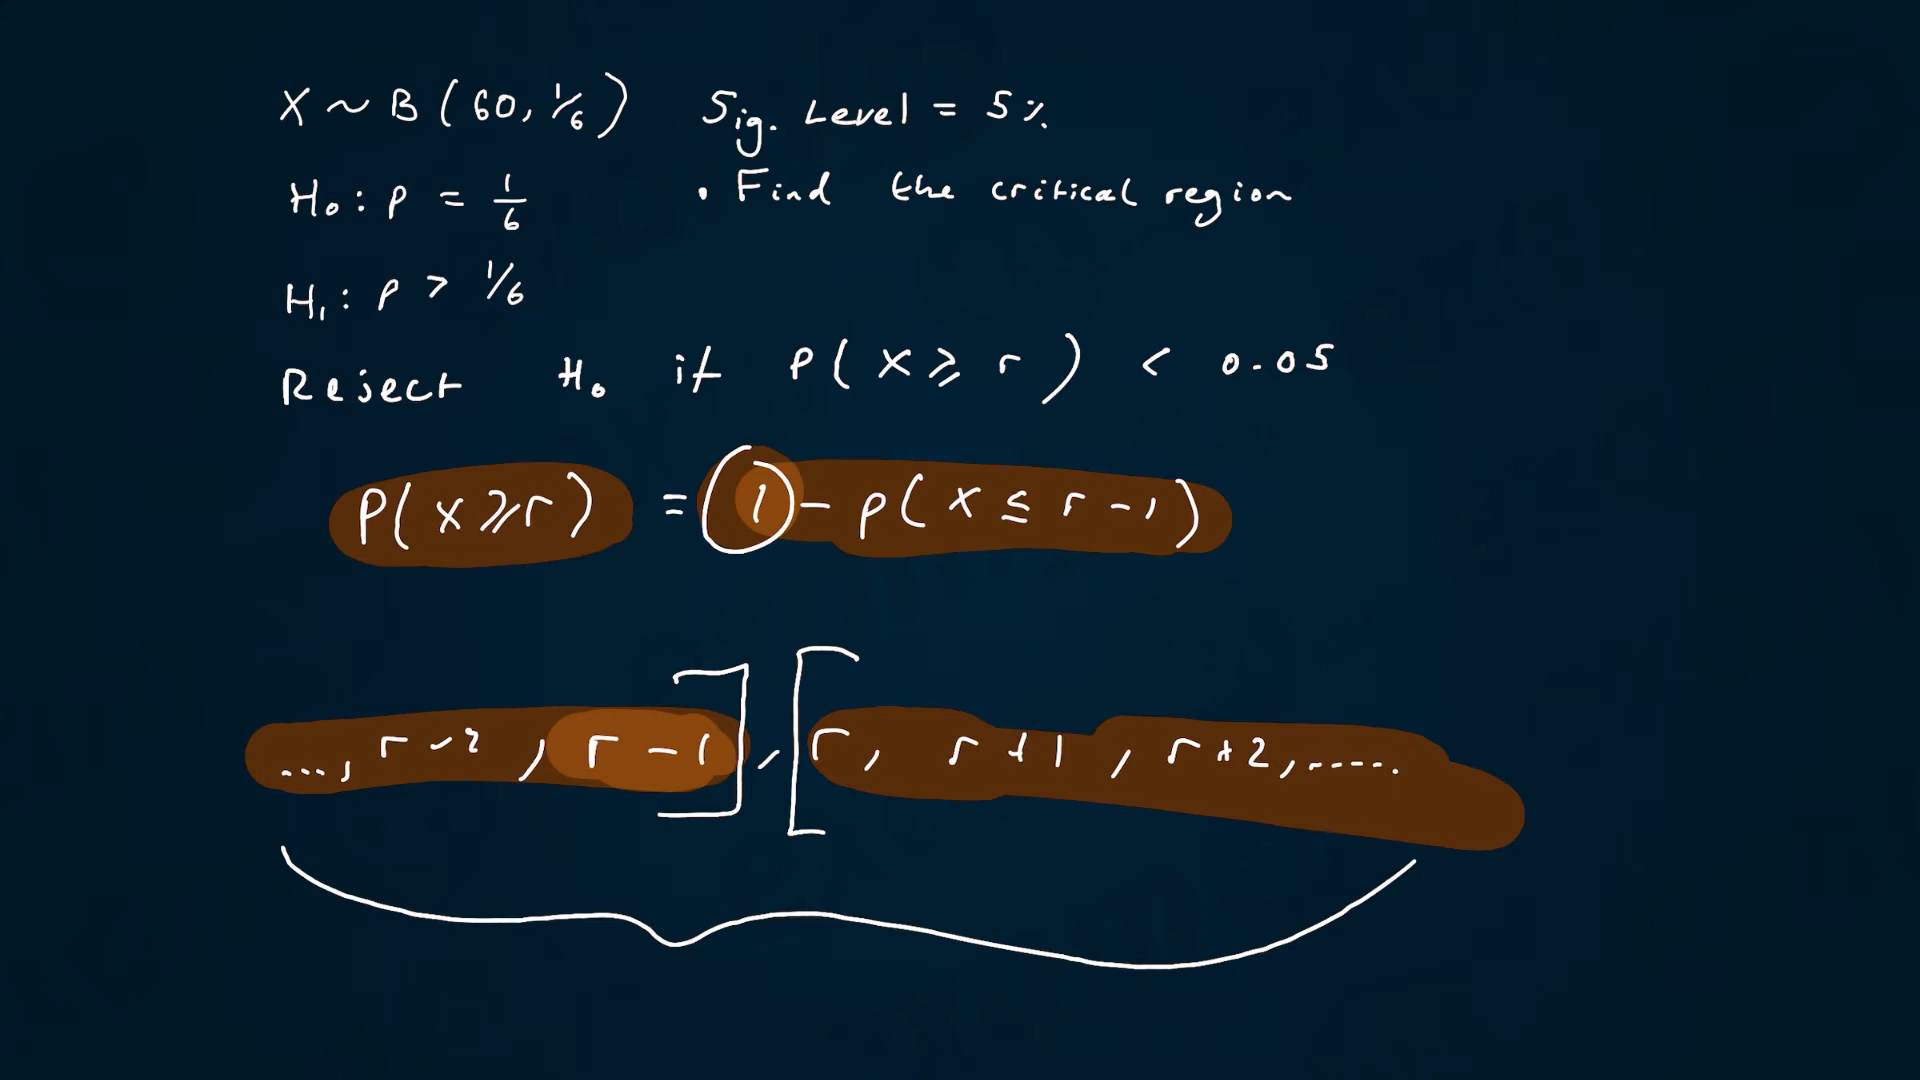 X ~ B ( 60, 1/6 ) Sig. Level = 5%
H₀ : p = 1/6 • Find the critical region
H₁ : p > 1/6
Reject H₀ if P( X ⩾ r ) < 0.05
P( X ⩾ r ) = 1 - p( X ≤ r - 1 )
..., r - 2 , r - 1 ] , [ r, r + 1 , r + 2 , .....